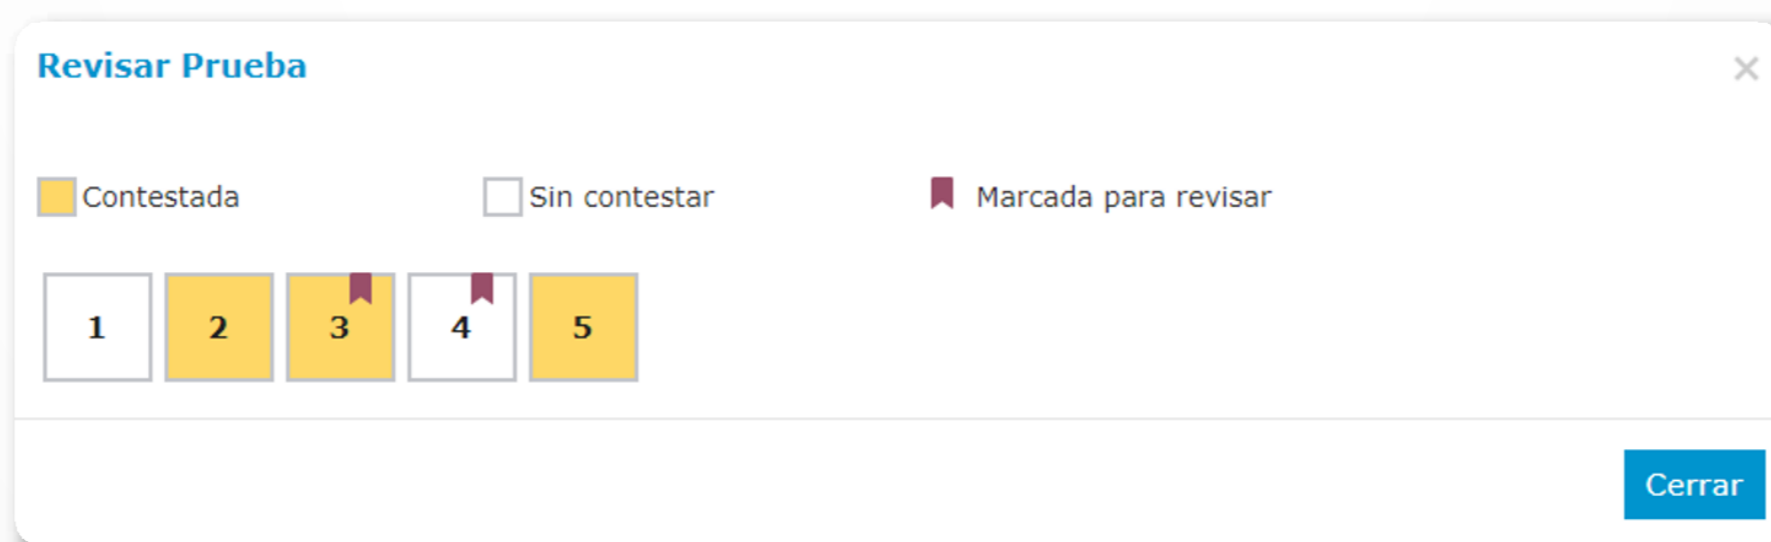 Revisar Prueba
×
Contestada Sin contestar Marcada para revisar
1 2 3 4 5
Cerrar